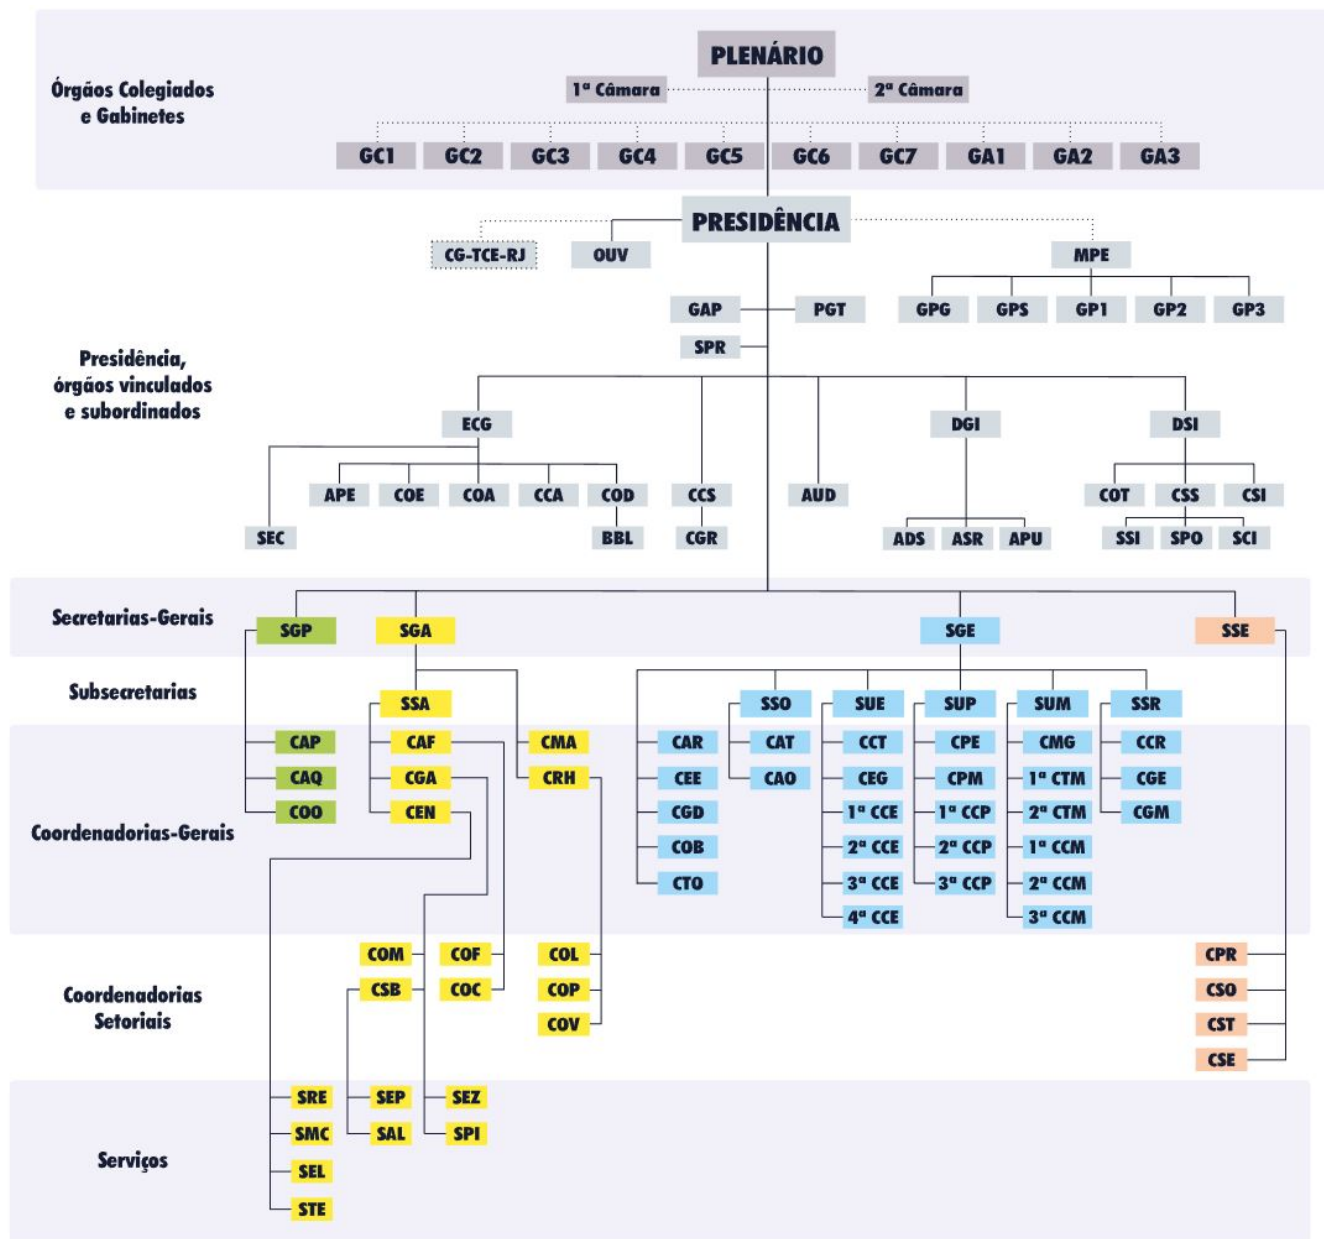 PLENÁRIO
1ª Câmara
2ª Câmara
Órgãos Colegiados
e Gabinetes
GC1 GC2 GC3 GC4 GC5 GC6 GC7 GA1 GA2 GA3
PRESIDÊNCIA
CG-TCE-RJ OUV MPE
GAP PGT GPG GPS GP1 GP2 GP3
SPR
Presidência,
órgãos vinculados
e subordinados
ECG DGI DSI
APE COE COA CCA COD CCS AUD COT CSS CSI
SEC BBL CGR ADS ASR APU SSI SPO SCI
Secretarias-Gerais
SGP SGA SGE SSE
Subsecretarias
SSA SSO SUE SUP SUM SSR
CAP CAF CMA CAR CAT CCT CPE CMG CCR
CAQ CGA CRH CEE CAO CEG CPM 1ª CTM CGE
COO CEN CGD 1ª CCE 1ª CCP 2ª CTM CGM
Coordenadorias-Gerais
COB 2ª CCE 2ª CCP 1ª CCM
CTO 3ª CCE 3ª CCP 2ª CCM
4ª CCE 3ª CCM
COM COF COL CPR
Coordenadorias
Setoriais
CSB COC COP CSO
COV CST
CSE
SRE SEP SEZ
SMC SAL SPI
Serviços
SEL
STE